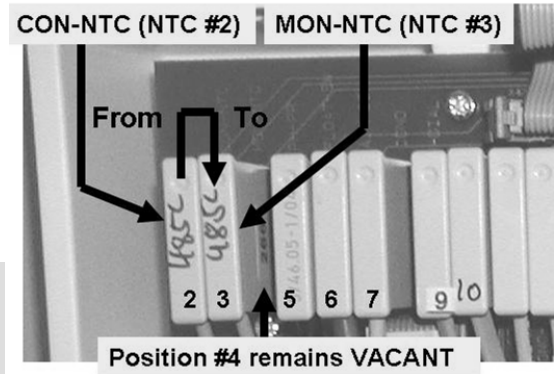 CON-NTC (NTC #2)
MON-NTC (NTC #3)
From To
485C
485C
2 3 5 6 7 9 10
Position #4 remains VACANT